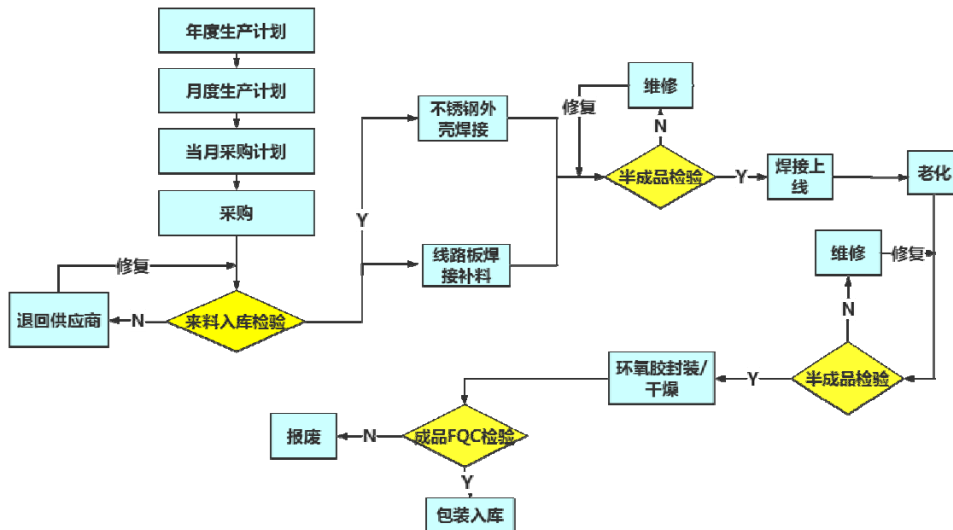 年度生产计划
月度生产计划
当月采购计划
采购
修复
退回供应商
N
来料入库检验
Y
不锈钢外
壳焊接
线路板焊
接补料
维修
修复
N
半成品检验
Y
焊接上
线
老化
维修
修复
N
半成品检验
Y
环氧胶封装/
干燥
成品FQC检验
N
报废
Y
包装入库